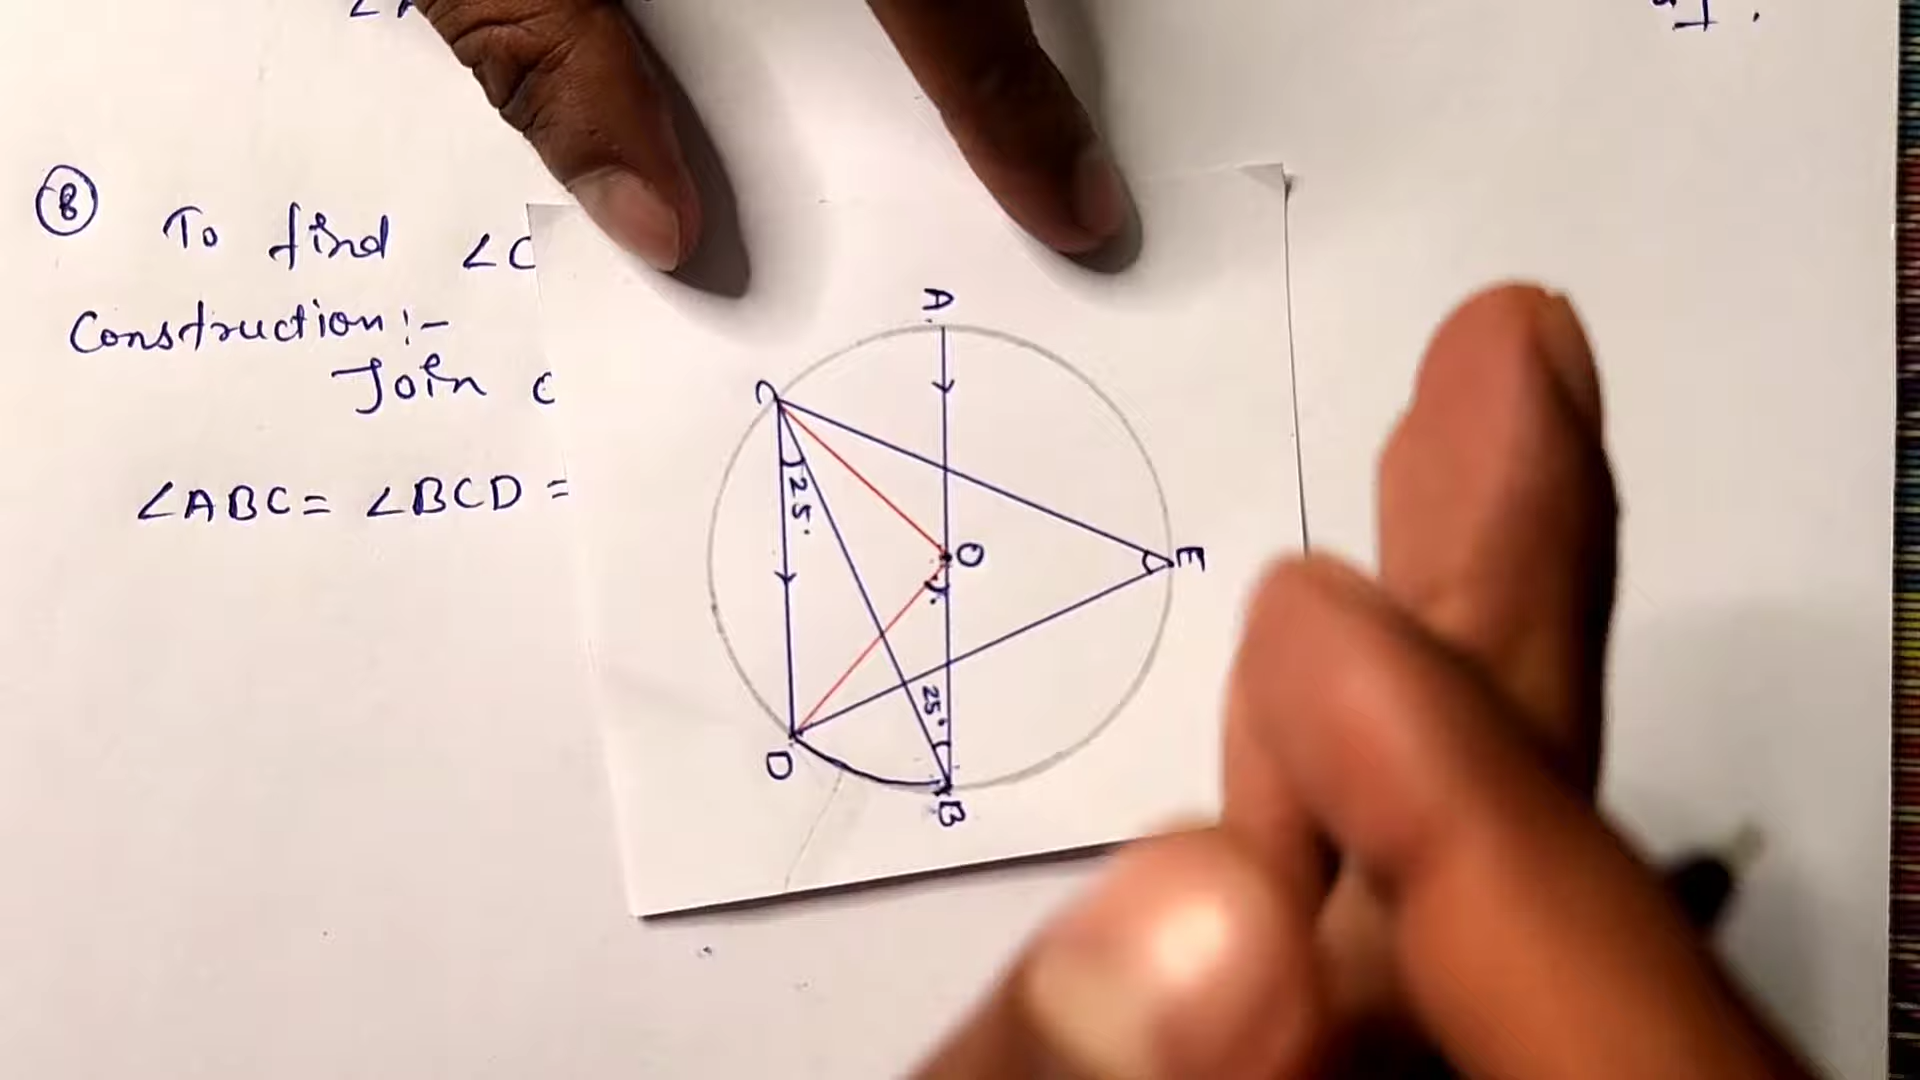 ⑧ To find ∠C
Construction:-
Join C
∠ABC = ∠BCD =
A
C
25°
O
E
25°
D
B